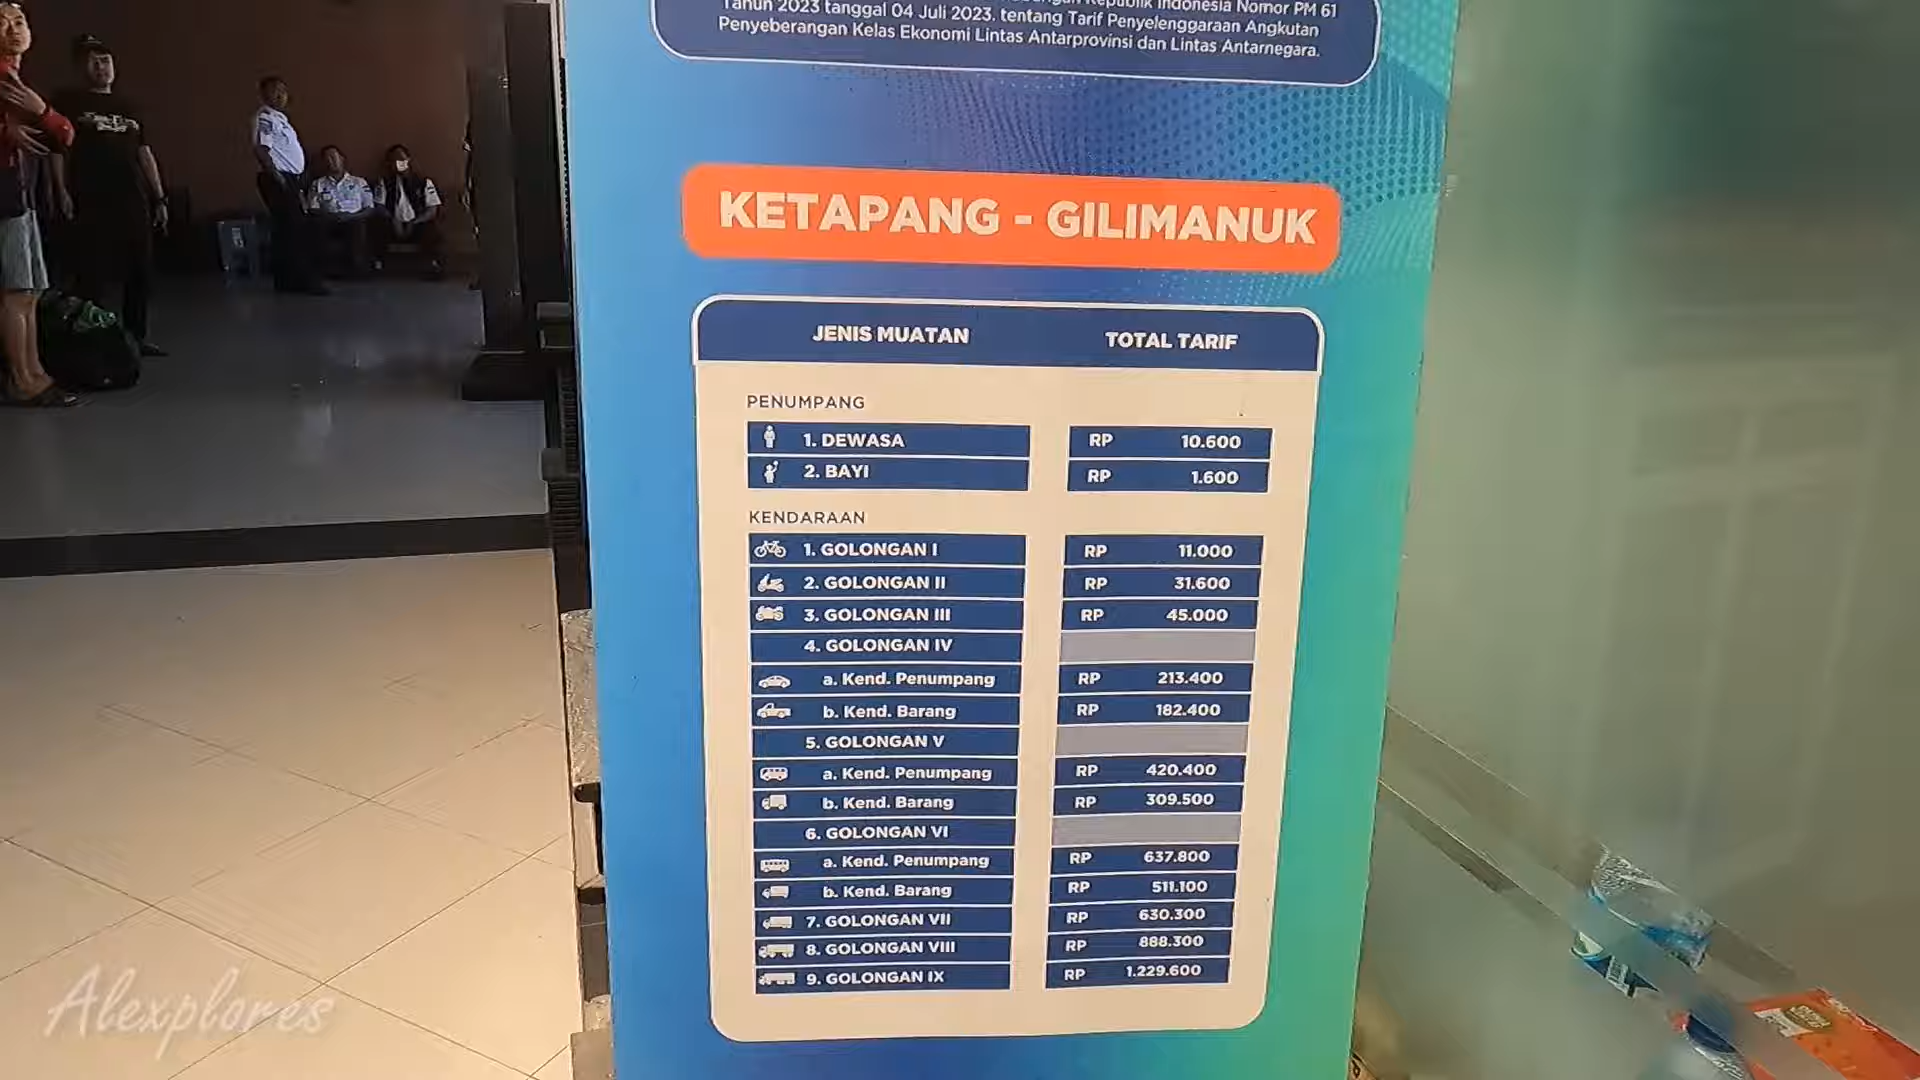 Republik Indonesia Nomor PM 61
Tahun 2023 tanggal 04 Juli 2023. tentang Tarif Penyelenggaraan Angkutan
Penyeberangan Kelas Ekonomi Lintas Antarprovinsi dan Lintas Antarnegara.
KETAPANG - GILIMANUK
JENIS MUATAN TOTAL TARIF
PENUMPANG
1. DEWASA RP 10.600
2. BAYI RP 1.600
KENDARAAN
1. GOLONGAN I RP 11.000
2. GOLONGAN II RP 31.600
3. GOLONGAN III RP 45.000
4. GOLONGAN IV
a. Kend. Penumpang RP 213.400
b. Kend. Barang RP 182.400
5. GOLONGAN V
a. Kend. Penumpang RP 420.400
b. Kend. Barang RP 309.500
6. GOLONGAN VI
a. Kend. Penumpang RP 637.800
b. Kend. Barang RP 511.100
7. GOLONGAN VII RP 630.300
8. GOLONGAN VIII RP 888.300
9. GOLONGAN IX RP 1.229.600
Alexplores